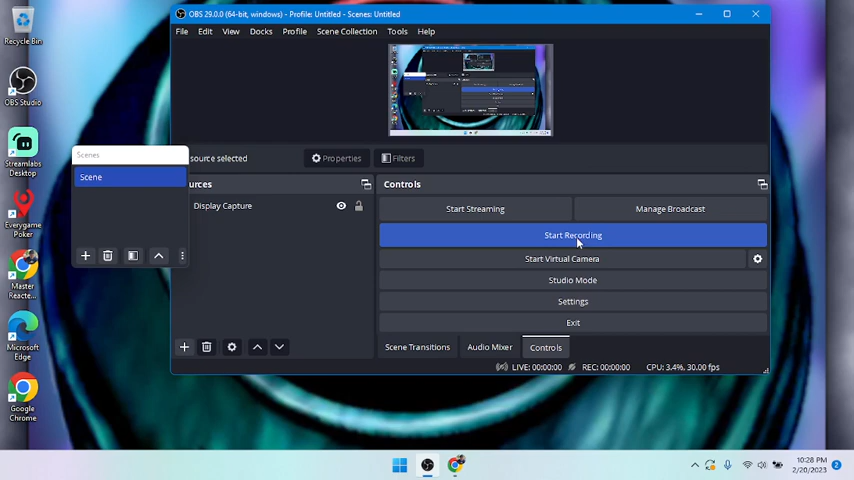 OBS 29.0.0 (64-bit, windows) - Profile: Untitled - Scenes: Untitled
File Edit View Docks Profile Scene Collection Tools Help
Recycle Bin
OBS Studio
Streamlabs
Desktop
Everygame
Poker
Master
Reacte...
Microsoft
Edge
Google
Chrome
Scenes
Scene
source selected
Properties
Filters
urces
Display Capture
Controls
Start Streaming
Manage Broadcast
Start Recording
Start Virtual Camera
Studio Mode
Settings
Exit
Scene Transitions
Audio Mixer
Controls
LIVE: 00:00:00
REC: 00:00:00
CPU: 3.4%, 30.00 fps
10:28 PM
2/20/2023
2